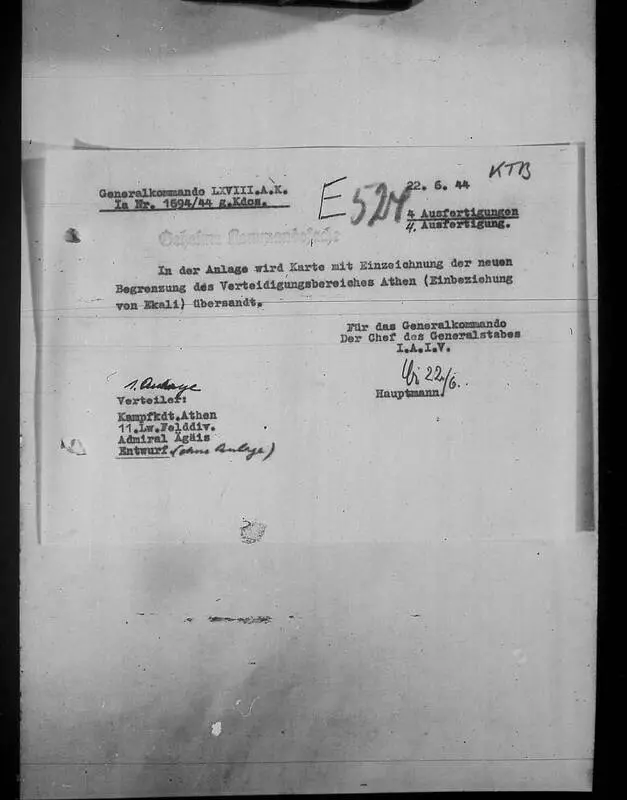 KTB
Generalkommando LXVIII.A.K.
Ia Nr. 1694/44 g.Kdos.
E 524
22. 6. 44
4 Ausfertigungen
4. Ausfertigung.
Geheime Kommandosache
In der Anlage wird Karte mit Einzeichnung der neuen
Begrenzung des Verteidigungsbereiches Athen (Einbeziehung
von Ekali) übersandt.
Für das Generalkommando
Der Chef des Generalstabes
I.A.I.V.
22/6.
Hauptmann.
1. Anlage
Verteiler:
Kampfkdt.Athen
11.Lw.Felddiv.
Admiral Ägäis
Entwurf (ohne Anlage)